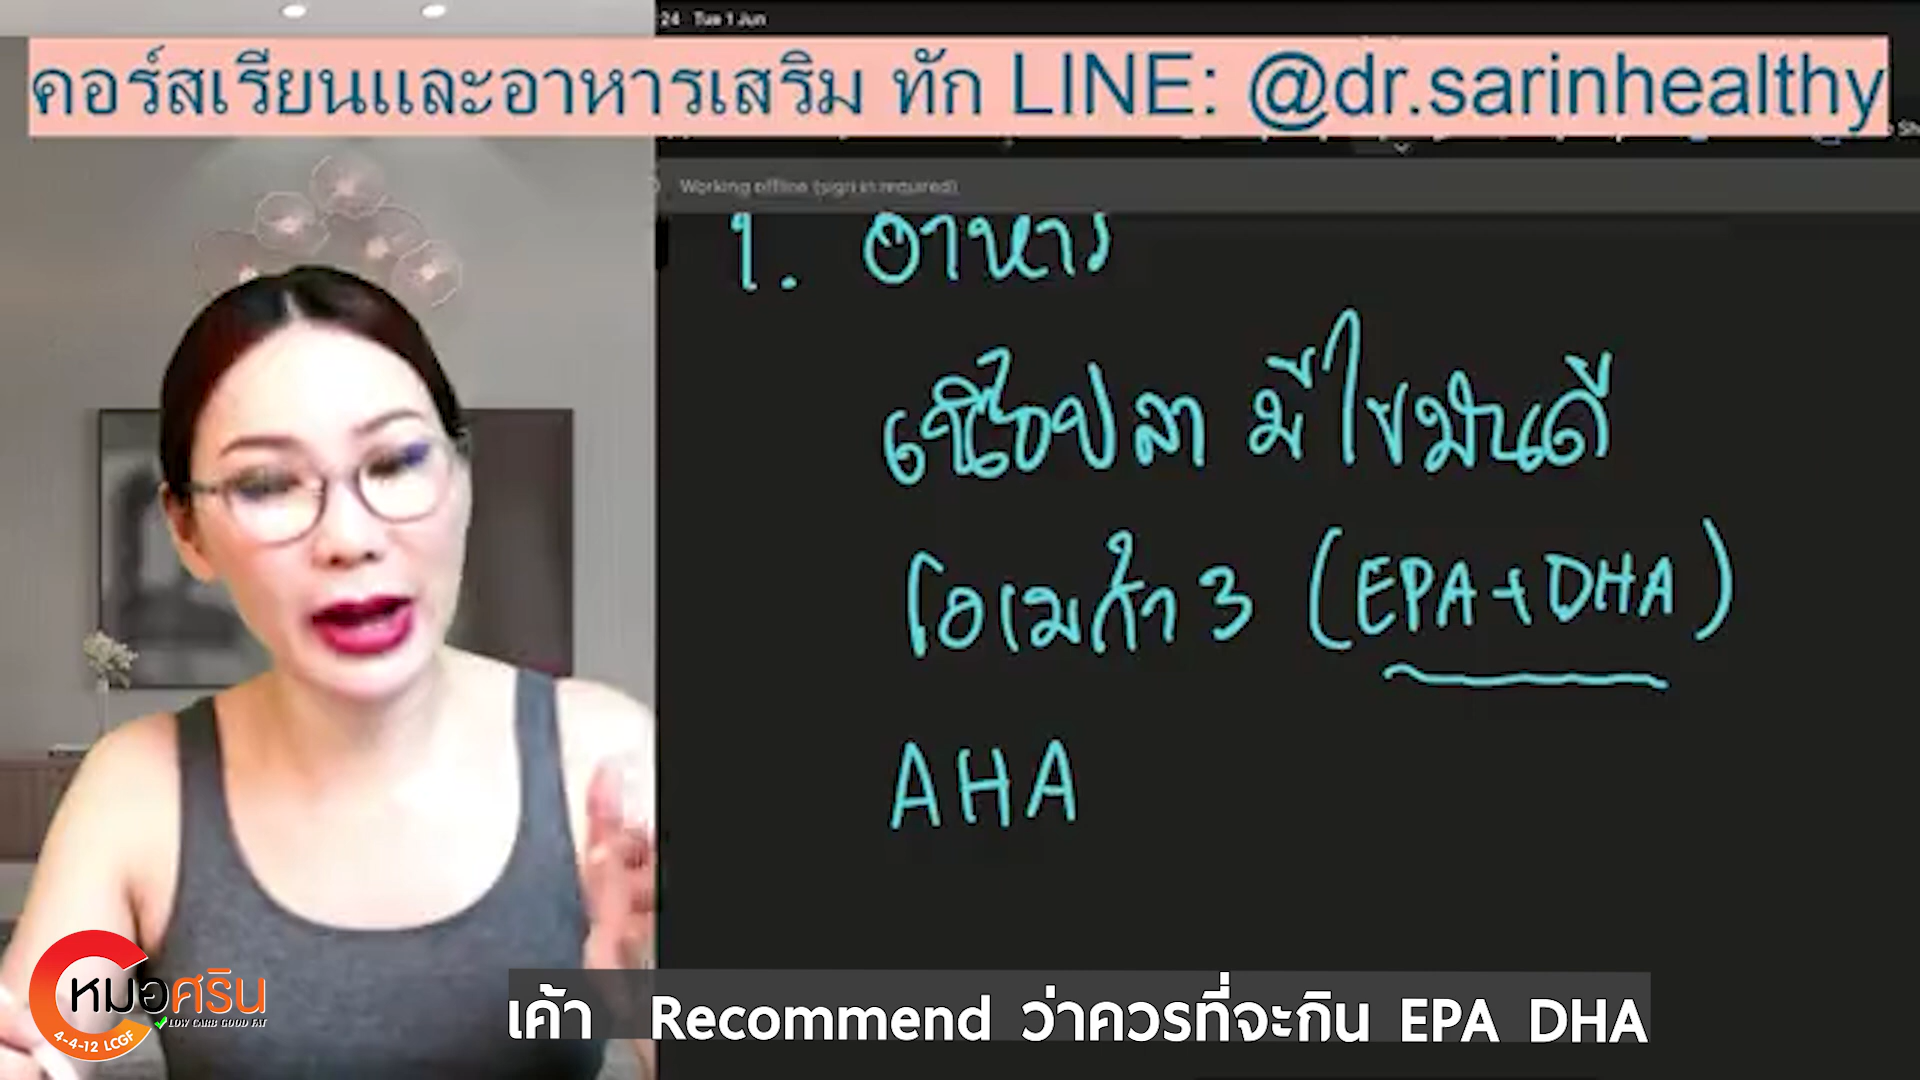 24 Tue 1 Jun
คอร์สเรียนและอาหารเสริม ทัก LINE: @dr.sarinhealthy
Working offline (sign in required)
1. อาหาร
เนื้อปลา มีไขมันดี
โอเมก้า 3 (EPA+DHA)
AHA
หมอศริน
LOW CARB GOOD FAT
4-4-12 LCGF
เค้า Recommend ว่าควรที่จะกิน EPA DHA